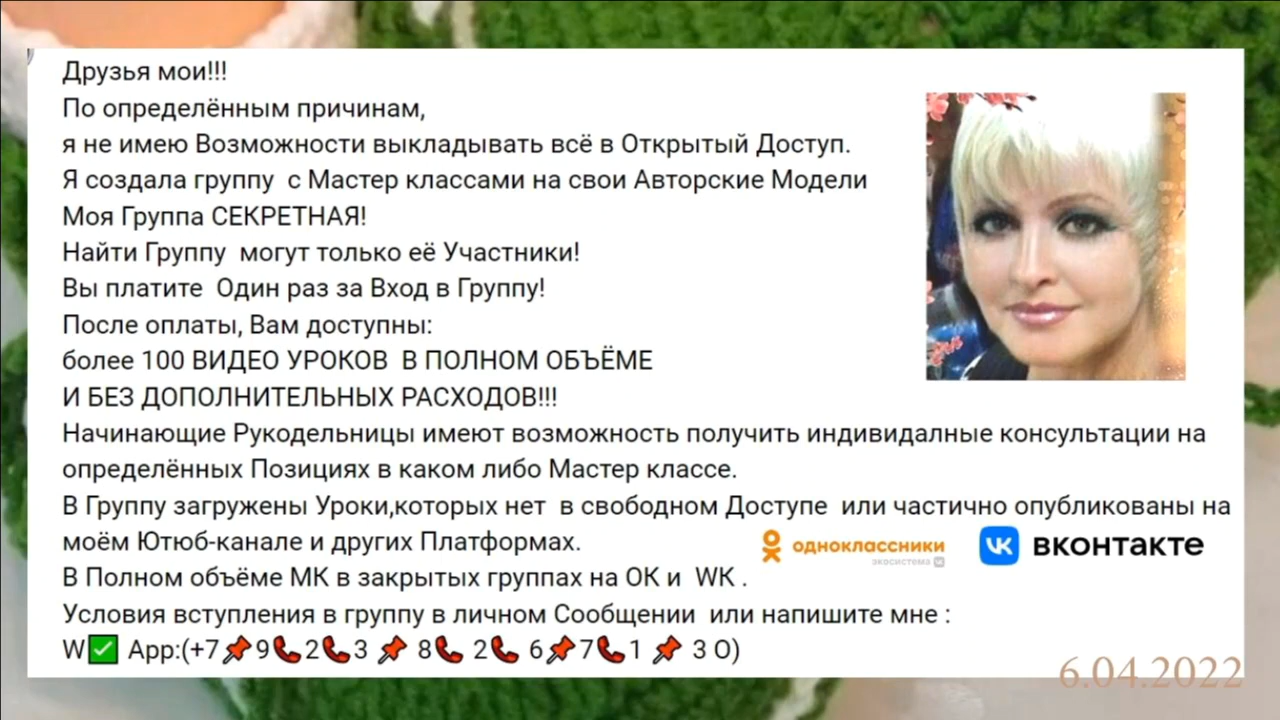 Друзья мои!!!
По определённым причинам,
я не имею Возможности выкладывать всё в Открытый Доступ.
Я создала группу с Мастер классами на свои Авторские Модели
Моя Группа СЕКРЕТНАЯ!
Найти Группу могут только её Участники!
Вы платите Один раз за Вход в Группу!
После оплаты, Вам доступны:
более 100 ВИДЕО УРОКОВ В ПОЛНОМ ОБЪЁМЕ
И БЕЗ ДОПОЛНИТЕЛЬНЫХ РАСХОДОВ!!!
Начинающие Рукодельницы имеют возможность получить индивидалные консультации на
определённых Позициях в каком либо Мастер классе.
В Группу загружены Уроки,которых нет в свободном Доступе или частично опубликованы на
моём Ютюб-канале и других Платформах.
одноклассники
экосистема
вконтакте
В Полном объёме МК в закрытых группах на ОК и WK .
Условия вступления в группу в личном Сообщении или напишите мне :
W✅ App:(+7📌9📞2📞3 📌 8📞 2📞 6📌7📞1 📌 3 О)
6.04.2022